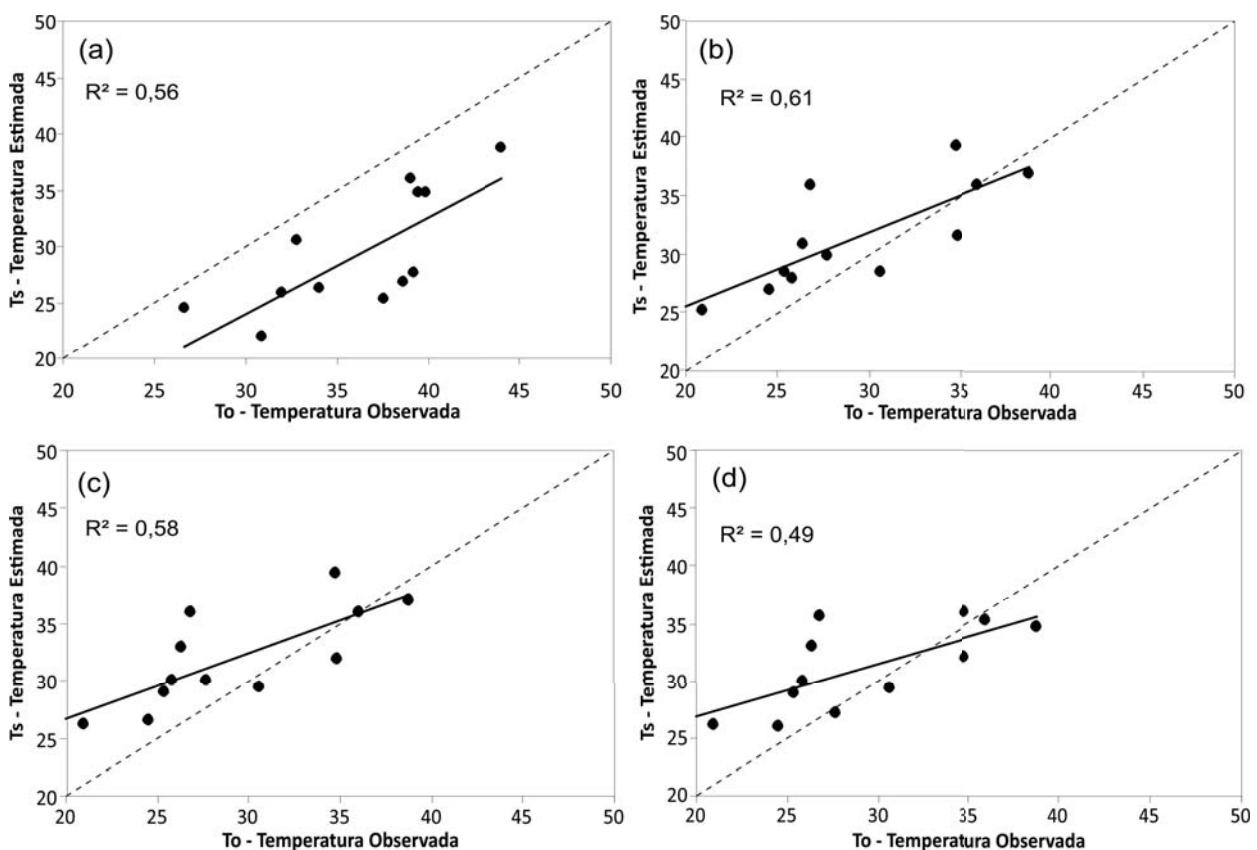 (a)
R² = 0,56
Ts - Temperatura Estimada
50
45
40
35
30
25
20
20 25 30 35 40 45 50
To - Temperatura Observada
(b)
R² = 0,61
Ts - Temperatura Estimada
50
45
40
35
30
25
20
20 25 30 35 40 45 50
To - Temperatura Observada
(c)
R² = 0,58
Ts - Temperatura Estimada
50
45
40
35
30
25
20
20 25 30 35 40 45 50
To - Temperatura Observada
(d)
R² = 0,49
Ts - Temperatura Estimada
50
45
40
35
30
25
20
20 25 30 35 40 45 50
To - Temperatura Observada